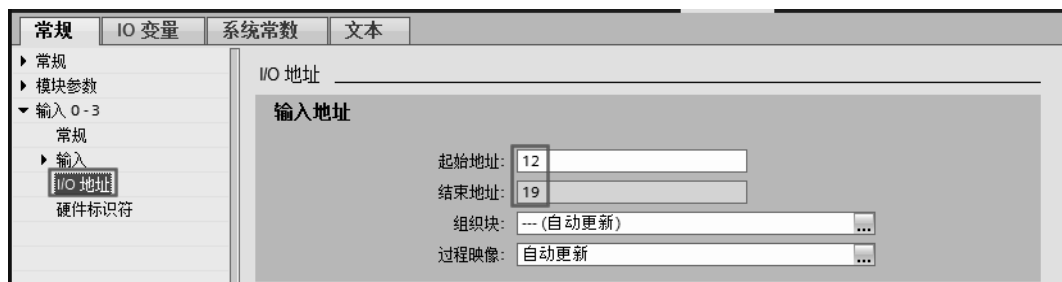 常规 IO 变量 系统常数 文本
常规
模块参数
输入 0-3
常规
输入
I/O 地址
硬件标识符
I/O 地址
输入地址
起始地址: 12
结束地址: 19
组织块: --- (自动更新) ...
过程映像: 自动更新 ...